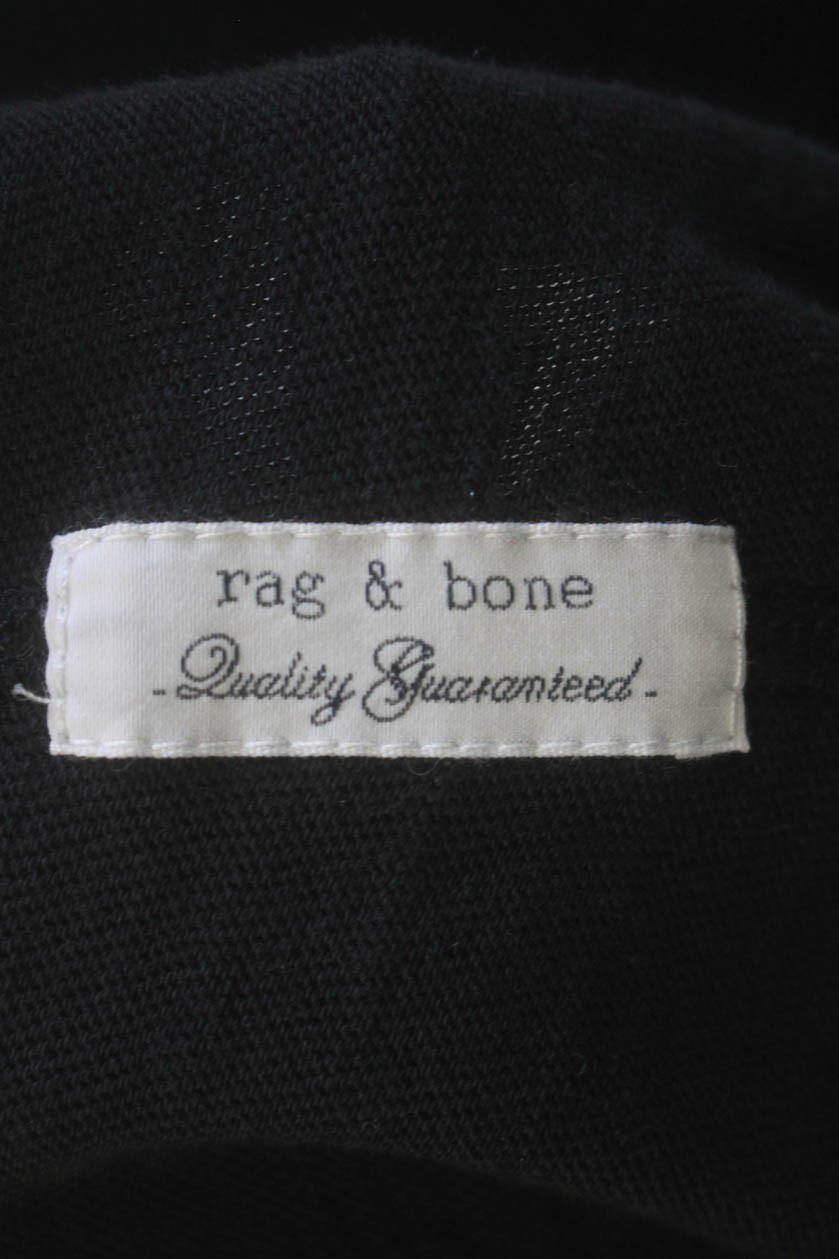 rag & bone
- Quality Guaranteed -